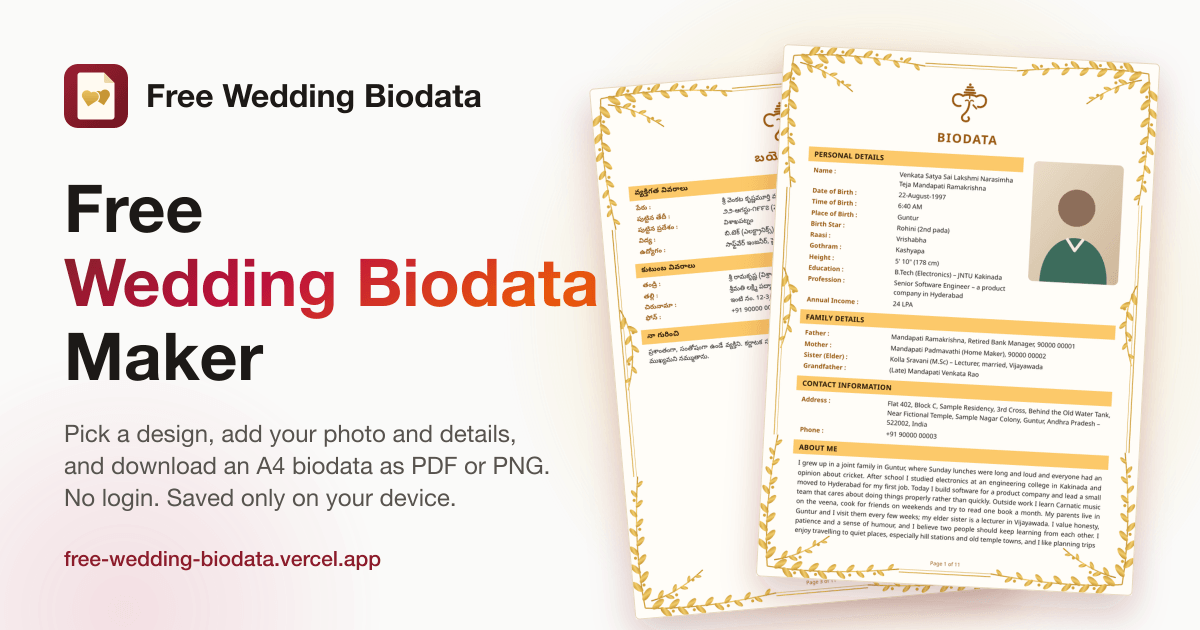 Free Wedding Biodata
Free
Wedding Biodata
Maker
Pick a design, add your photo and details,
and download an A4 biodata as PDF or PNG.
No login. Saved only on your device.
free-wedding-biodata.vercel.app
వ్యక్తిగత వివరాలు
పేరు :
పుట్టిన తేదీ :
పుట్టిన ప్రదేశం :
విద్య :
ఉద్యోగం :
విశాఖపట్నం
కుటుంబ వివరాలు
తండ్రి :
తల్లి :
చిరునామా :
ఫోన్ :
ఇంటి నం. 12-3
+91 90000 00
నా గురించి
BIODATA
PERSONAL DETAILS
Name : Venkata Satya Sai Lakshmi Narasimha
Teja Mandapati Ramakrishna
Date of Birth : 22-August-1997
Time of Birth : 6:40 AM
Place of Birth : Guntur
Birth Star : Rohini (2nd pada)
Raasi : Vrishabha
Gothram : Kashyapa
Height : 5' 10" (178 cm)
Education : B.Tech (Electronics) – JNTU Kakinada
Profession : Senior Software Engineer – a product
company in Hyderabad
Annual Income : 24 LPA
FAMILY DETAILS
Father : Mandapati Ramakrishna, Retired Bank Manager, 90000 00001
Mother : Mandapati Padmavathi (Home Maker), 90000 00002
Sister (Elder) : Kolla Sravani (M.Sc) – Lecturer, married, Vijayawada
Grandfather : (Late) Mandapati Venkata Rao
CONTACT INFORMATION
Address : Flat 402, Block C, Sample Residency, 3rd Cross, Behind the Old Water Tank,
Near Fictional Temple, Sample Nagar Colony, Guntur, Andhra Pradesh –
522002, India
Phone : +91 90000 00003
ABOUT ME
I grew up in a joint family in Guntur, where Sunday lunches were long and loud and everyone had an
opinion about cricket. After school I studied electronics at an engineering college in Kakinada and
moved to Hyderabad for my first job. Today I build software for a product company and lead a small
team that cares about doing things properly rather than quickly. Outside work I learn Carnatic music
on the veena, cook for friends on weekends and try to read one book a month. My parents live in
Guntur and I visit them every few weeks; my elder sister is a lecturer in Vijayawada. I value honesty,
patience and a sense of humour, and I believe two people should keep learning from each other. I
enjoy travelling to quiet places, especially hill stations and old temple towns, and I like planning trips
Page 1 of 11